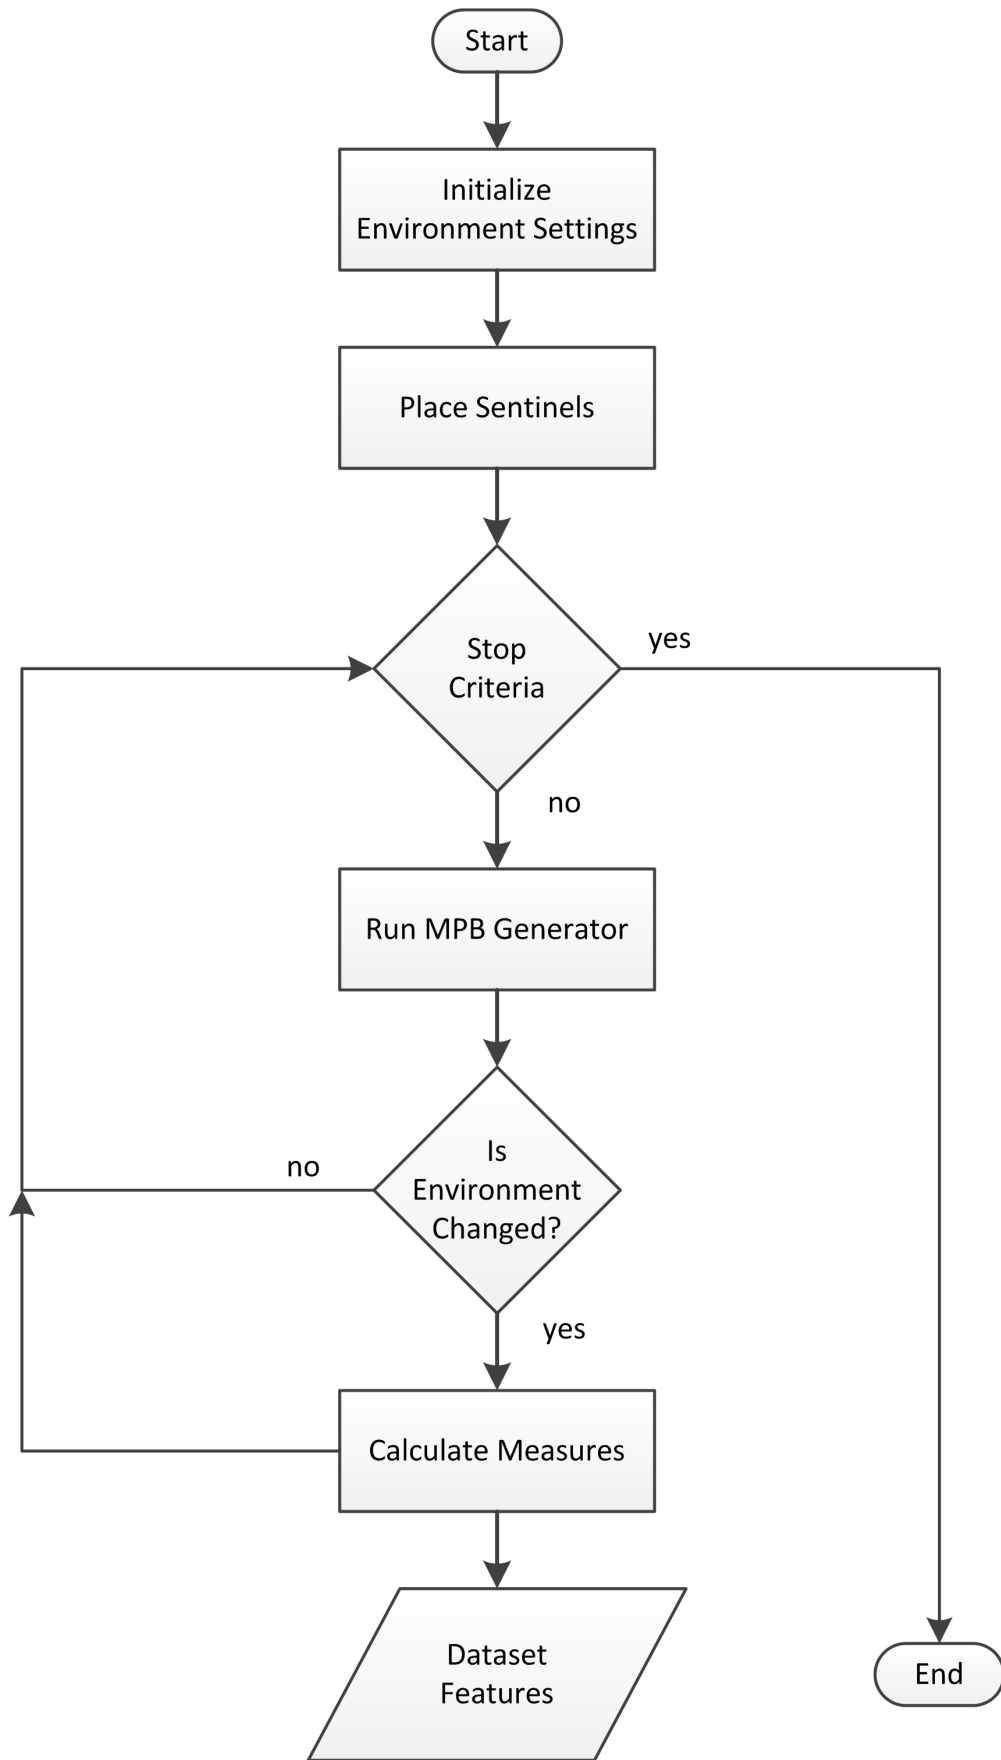 Start
Initialize
Environment Settings
Place Sentinels
Stop
Criteria
yes
no
Run MPB Generator
Is
Environment
Changed?
no
yes
Calculate Measures
Dataset
Features
End